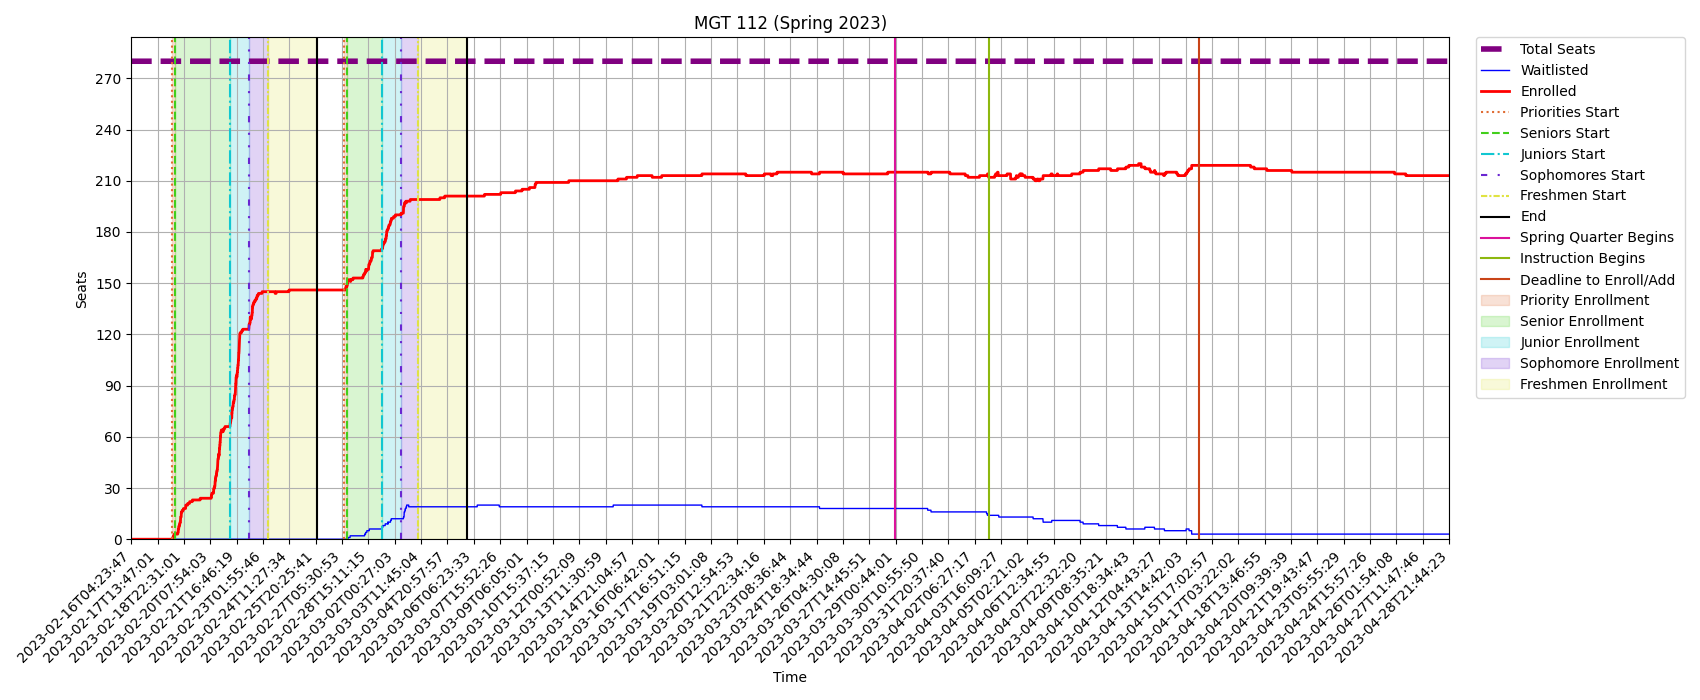 MGT 112 (Spring 2023)
Seats
270
240
210
180
150
120
90
60
30
0
2023-02-16T04:23:47
2023-02-17T13:47:01
2023-02-18T22:31:01
2023-02-20T07:54:03
2023-02-21T16:46:19
2023-02-23T01:55:46
2023-02-24T11:27:34
2023-02-25T20:25:41
2023-02-27T05:30:53
2023-02-28T15:11:15
2023-03-02T00:27:03
2023-03-03T11:45:04
2023-03-04T20:57:57
2023-03-06T06:23:33
2023-03-07T15:52:26
2023-03-09T06:05:01
2023-03-10T15:37:15
2023-03-12T00:52:09
2023-03-13T11:30:59
2023-03-14T21:04:57
2023-03-16T06:42:01
2023-03-17T16:51:15
2023-03-19T03:01:08
2023-03-20T12:54:53
2023-03-21T22:34:16
2023-03-23T08:36:44
2023-03-24T18:34:44
2023-03-26T04:30:08
2023-03-27T14:45:51
2023-03-29T00:44:01
2023-03-30T10:55:50
2023-03-31T20:37:40
2023-04-02T06:27:17
2023-04-03T16:09:27
2023-04-05T02:21:02
2023-04-06T12:34:55
2023-04-07T22:32:20
2023-04-09T08:35:21
2023-04-10T18:34:43
2023-04-12T04:43:27
2023-04-13T14:42:03
2023-04-15T17:02:57
2023-04-17T03:22:02
2023-04-18T13:46:55
2023-04-20T09:39:39
2023-04-21T19:43:47
2023-04-23T05:55:29
2023-04-24T15:57:26
2023-04-26T01:54:08
2023-04-27T11:47:46
2023-04-28T21:44:23
Time
Total Seats
Waitlisted
Enrolled
Priorities Start
Seniors Start
Juniors Start
Sophomores Start
Freshmen Start
End
Spring Quarter Begins
Instruction Begins
Deadline to Enroll/Add
Priority Enrollment
Senior Enrollment
Junior Enrollment
Sophomore Enrollment
Freshmen Enrollment